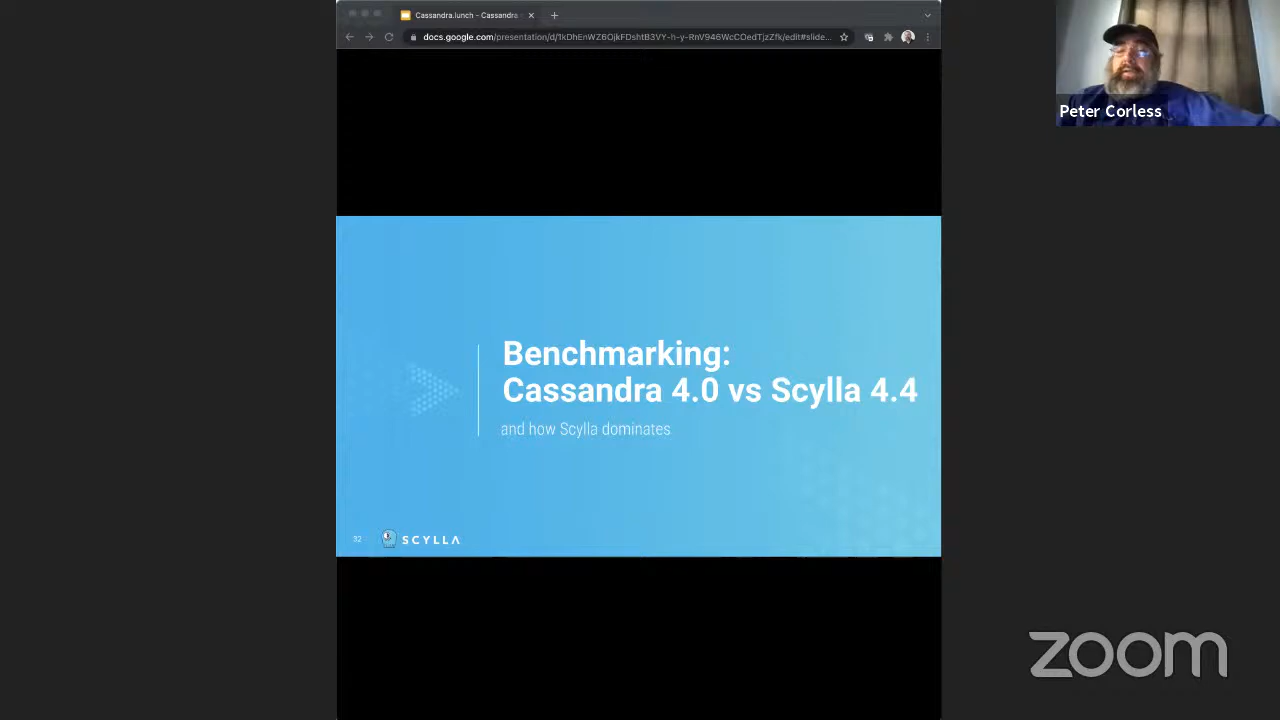 Cassandra.lunch - Cassandra
docs.google.com/presentation/d/1kDhEnWZ6OjkFDshtB3VY-h-y-RnV946WcCOedTjzZfk/edit#slide...
Peter Corless
Benchmarking:
Cassandra 4.0 vs Scylla 4.4
and how Scylla dominates
32
SCYLLA
zoom